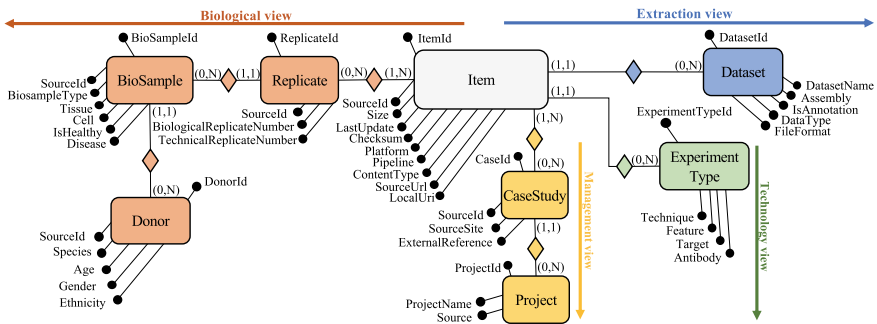 Biological view
Extraction view
BioSampleId
ReplicateId
ItemId
DatasetId
BioSample
(0,N)
(1,1)
Replicate
(0,N)
(1,N)
Item
(1,1)
(0,N)
Dataset
(1,1)
SourceId
BiosampleType
Tissue
Cell
IsHealthy
Disease
(1,1)
SourceId
BiologicalReplicateNumber
TechnicalReplicateNumber
SourceId
Size
LastUpdate
Checksum
Platform
Pipeline
ContentType
SourceUrl
LocalUri
(1,N)
DatasetName
Assembly
IsAnnotation
DataType
FileFormat
ExperimentTypeId
(0,N)
Experiment
Type
Technique
Feature
Target
Antibody
Technology view
CaseId
(0,N)
CaseStudy
SourceId
SourceSite
ExternalReference
(1,1)
Management view
(0,N)
DonorId
Donor
SourceId
Species
Age
Gender
Ethnicity
ProjectId
(0,N)
Project
ProjectName
Source